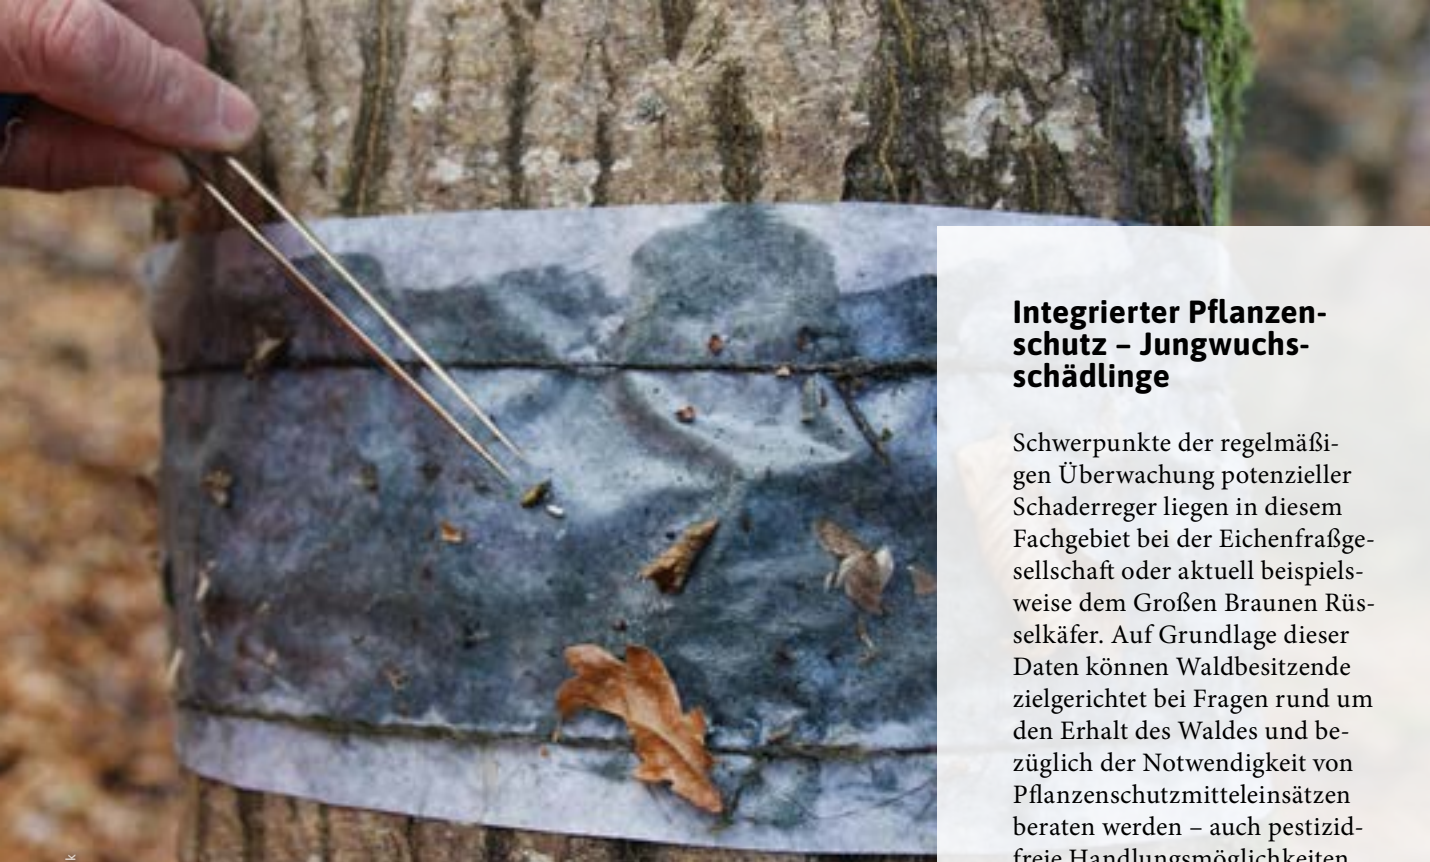 Integrierter Pflanzen-
schutz – Jungwuchs-
schädlinge
Schwerpunkte der regelmäßi-
gen Überwachung potenzieller
Schaderreger liegen in diesem
Fachgebiet bei der Eichenfraßge-
sellschaft oder aktuell beispiels-
weise dem Großen Braunen Rüs-
selkäfer. Auf Grundlage dieser
Daten können Waldbesitzende
zielgerichtet bei Fragen rund um
den Erhalt des Waldes und be-
züglich der Notwendigkeit von
Pflanzenschutzmitteleinsätzen
beraten werden – auch pestizid-
freie Handlungsmöglichkeiten